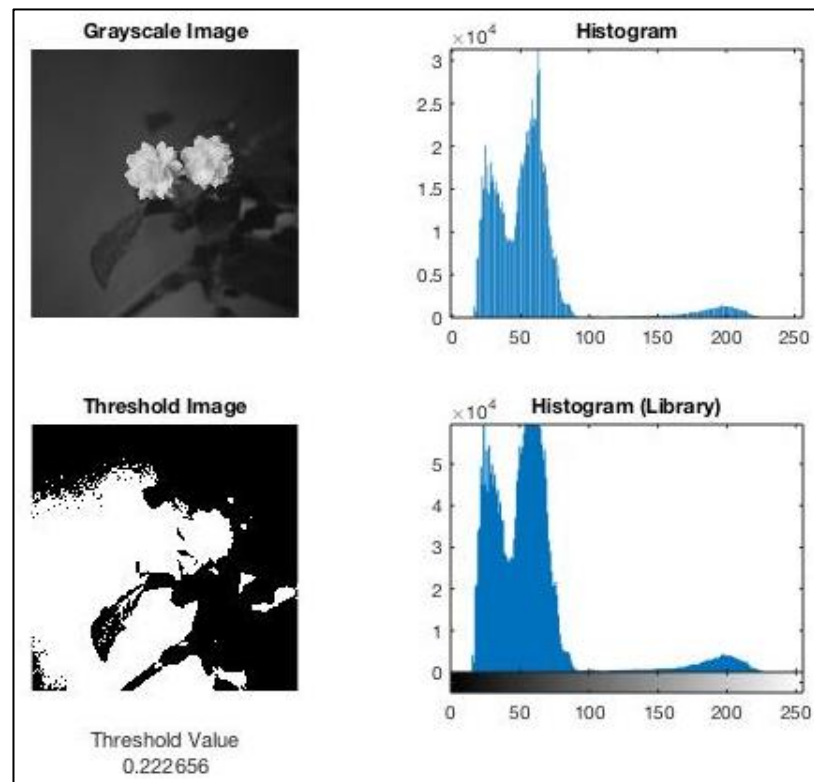 Grayscale Image
Histogram
×10⁴
3
2.5
2
1.5
1
0.5
0
0 50 100 150 200 250
Threshold Image
Histogram (Library)
×10⁴
5
4
3
2
1
0
0 50 100 150 200 250
Threshold Value
0.222656